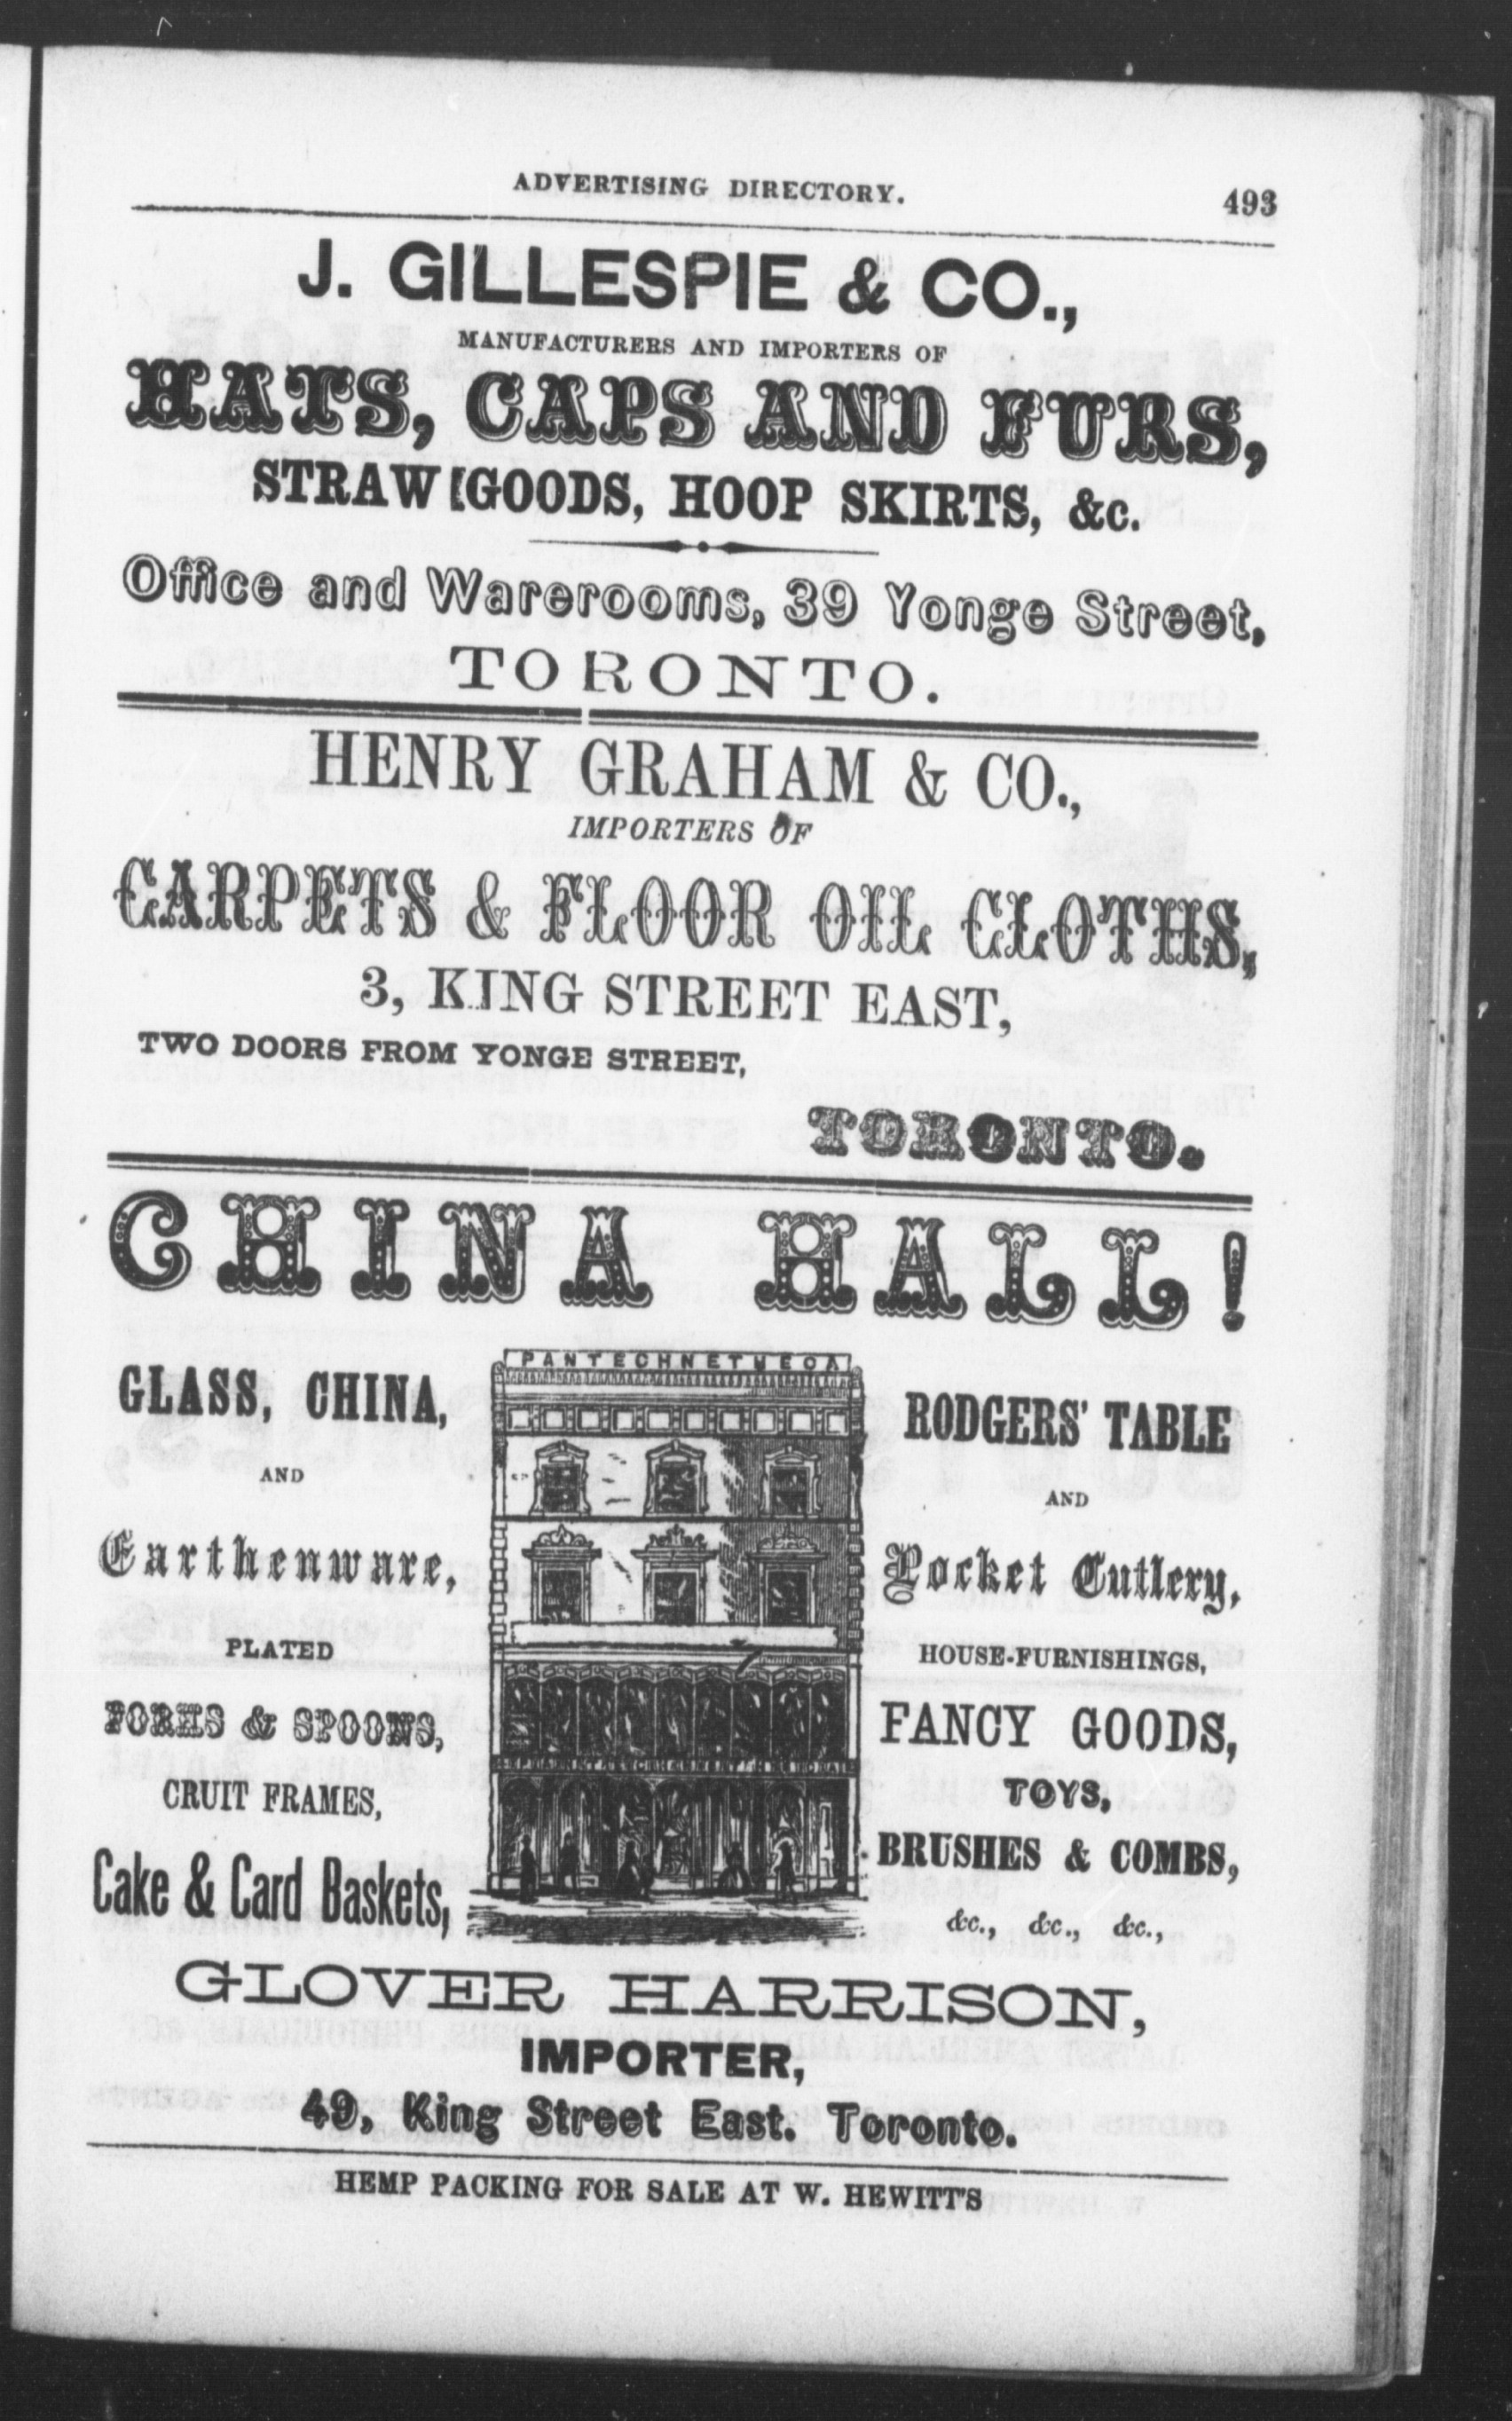 ADVERTISING DIRECTORY.
493
J. GILLESPIE & CO.,
MANUFACTURERS AND IMPORTERS OF
HATS, CAPS AND FURS,
STRAW [GOODS, HOOP SKIRTS, &c.
Office and Warerooms, 39 Yonge Street,
TORONTO.
HENRY GRAHAM & CO.,
IMPORTERS OF
CARPETS & FLOOR OIL CLOTHS,
3, KING STREET EAST,
TWO DOORS FROM YONGE STREET,
TORONTO.
CHINA HALL!
PANTECHNETHECA
GLASS, CHINA,
AND
Earthenware,
PLATED
FORKS & SPOONS,
CRUIT FRAMES,
Cake & Card Baskets,
RODGERS' TABLE
AND
Pocket Cutlery,
HOUSE-FURNISHINGS,
FANCY GOODS,
TOYS,
BRUSHES & COMBS,
&c., &c., &c.,
GLOVER HARRISON,
IMPORTER,
49, King Street East. Toronto.
HEMP PACKING FOR SALE AT W. HEWITT'S